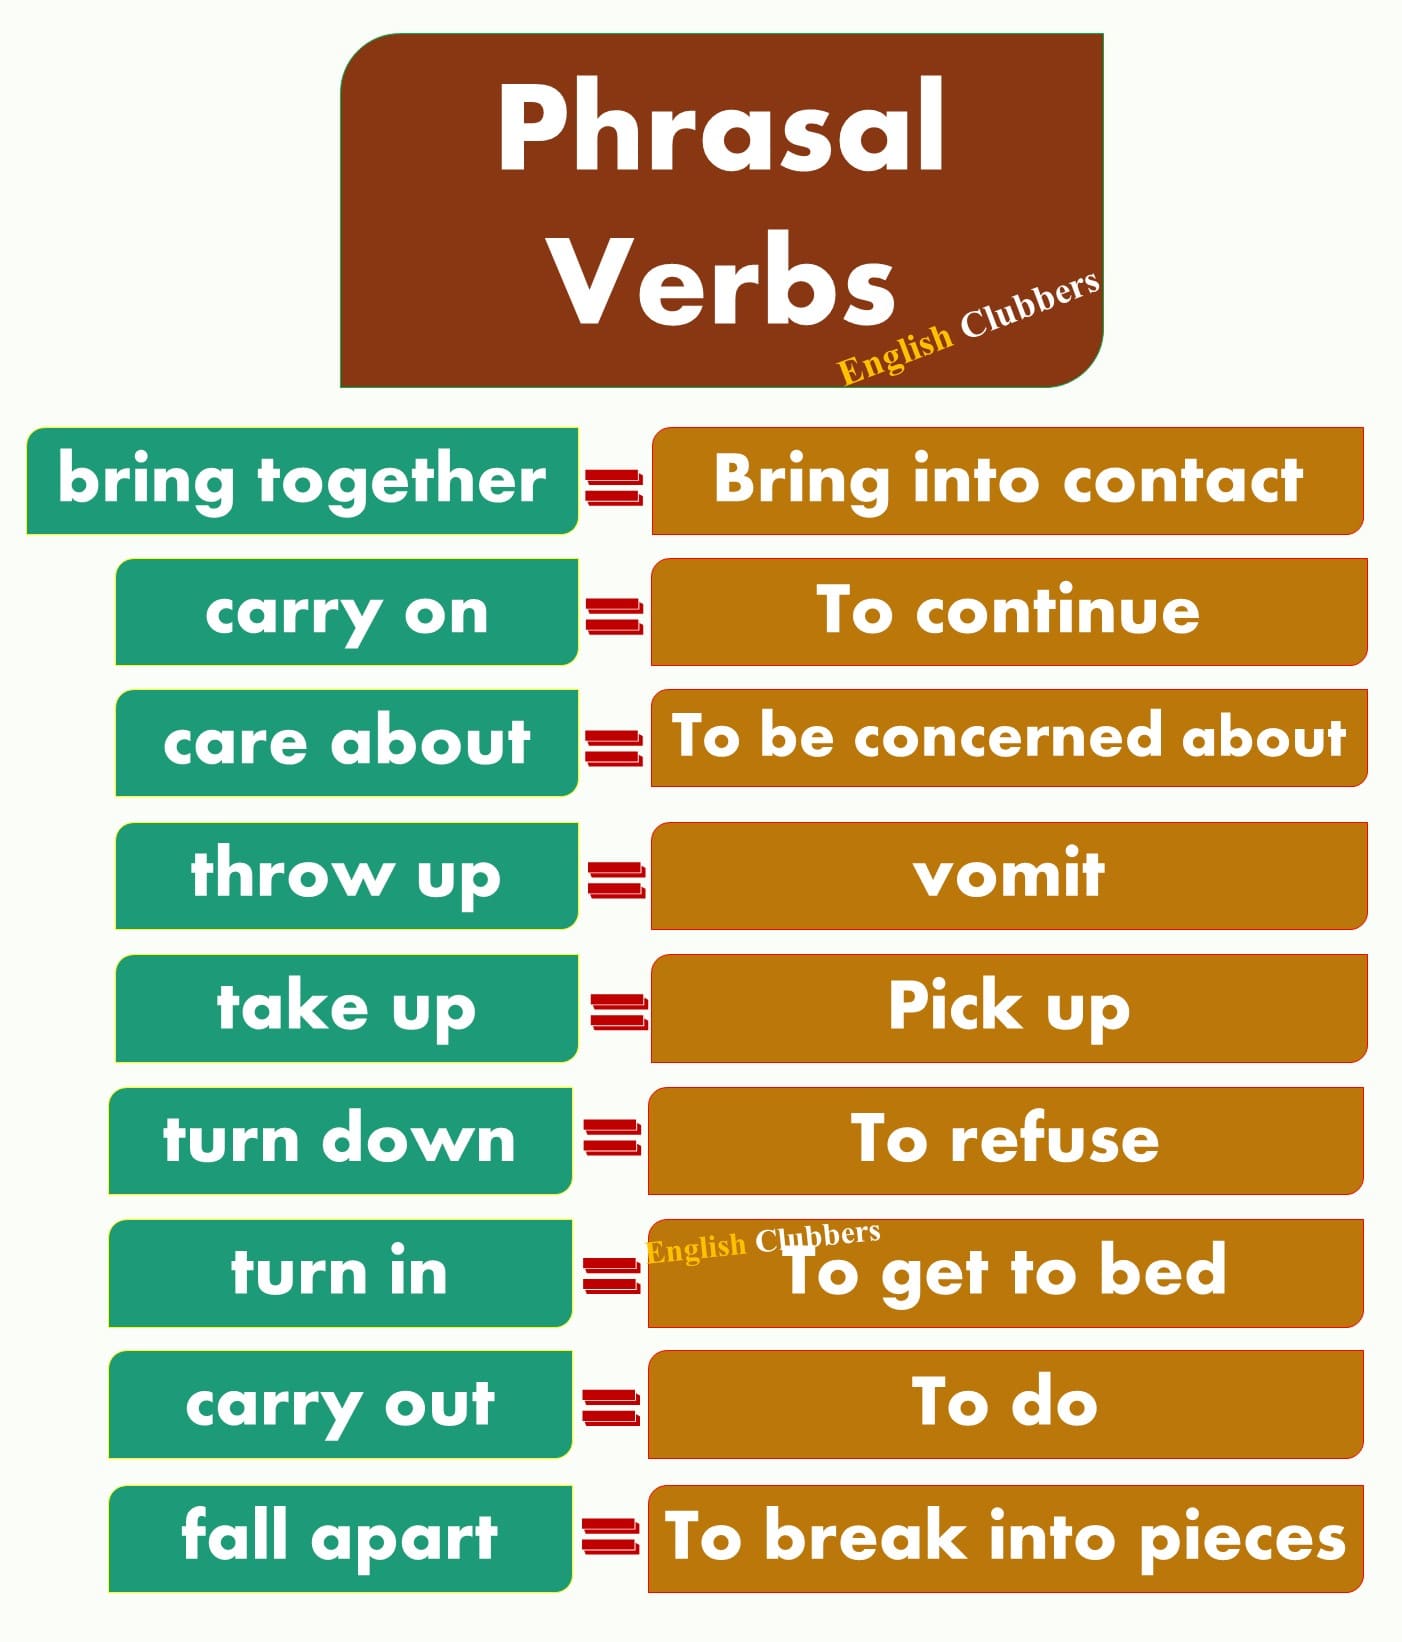 Phrasal
Verbs
English Clubbers
bring together = Bring into contact
carry on = To continue
care about = To be concerned about
throw up = vomit
take up = Pick up
turn down = To refuse
English Clubbers
turn in = To get to bed
carry out = To do
fall apart = To break into pieces